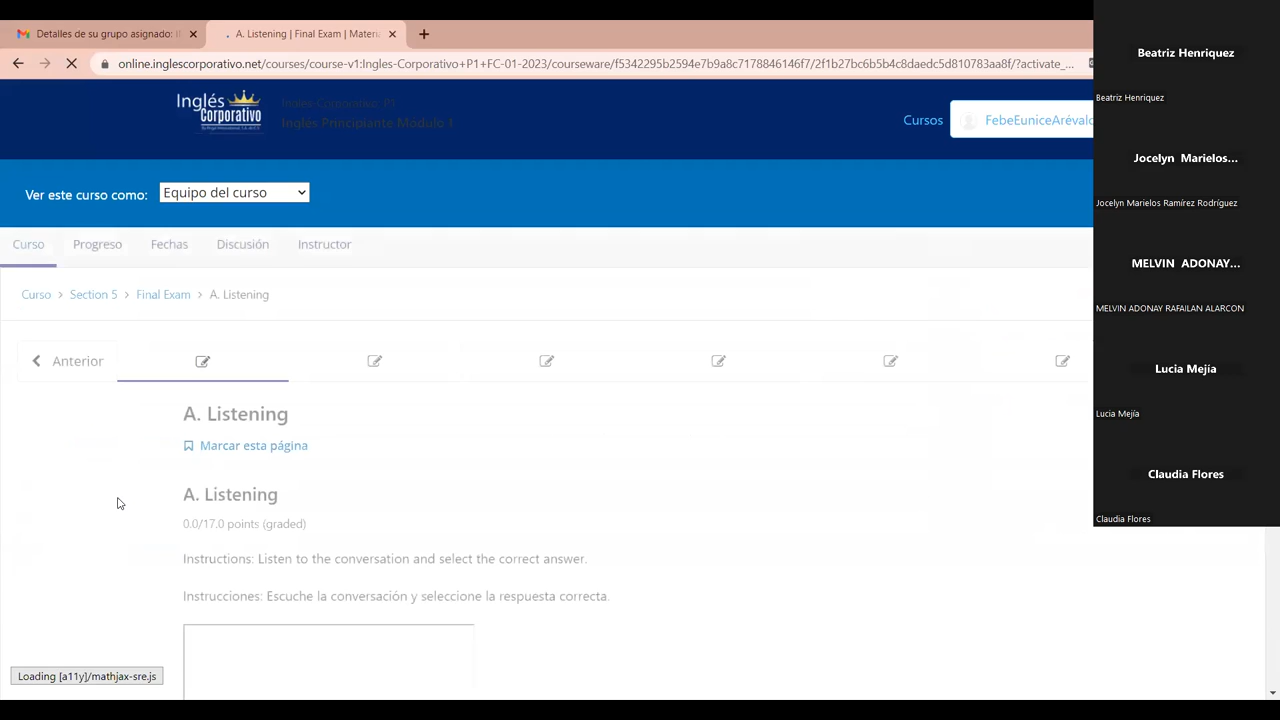 Detalles de su grupo asignado: I
A. Listening | Final Exam | Materia
online.inglescorporativo.net/courses/course-v1:Ingles-Corporativo+P1+FC-01-2023/courseware/f5342295b2594e7b9a8c7178846146f7/2f1b27bc6b5b4c8daedc5d810783aa8f/?activate_...
Inglés
Corporativo
Ingles-Corporativo: P1
Inglés Principiante Módulo 1
Cursos
FebeEuniceArévalo
Ver este curso como:
Equipo del curso
Curso
Progreso
Fechas
Discusión
Instructor
Curso > Section 5 > Final Exam > A. Listening
Anterior
A. Listening
Marcar esta página
A. Listening
0.0/17.0 points (graded)
Instructions: Listen to the conversation and select the correct answer.
Instrucciones: Escuche la conversación y seleccione la respuesta correcta.
Loading [a11y]/mathjax-sre.js
Beatriz Henriquez
Beatriz Henriquez
Jocelyn Marielos...
Jocelyn Marielos Ramírez Rodríguez
MELVIN ADONAY...
MELVIN ADONAY RAFAILAN ALARCON
Lucia Mejía
Lucia Mejía
Claudia Flores
Claudia Flores